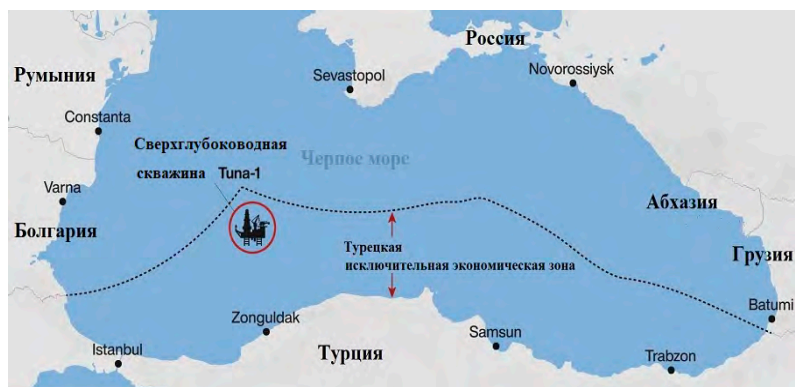 Россия
Румыния
Sevastopol
Novorossiysk
Constanta
Сверхглубоководная
скважина Tuna-1
Черное море
Varna
Абхазия
Болгария
Турецкая
исключительная экономическая зона
Грузия
Batumi
Zonguldak
Samsun
Istanbul
Турция
Trabzon